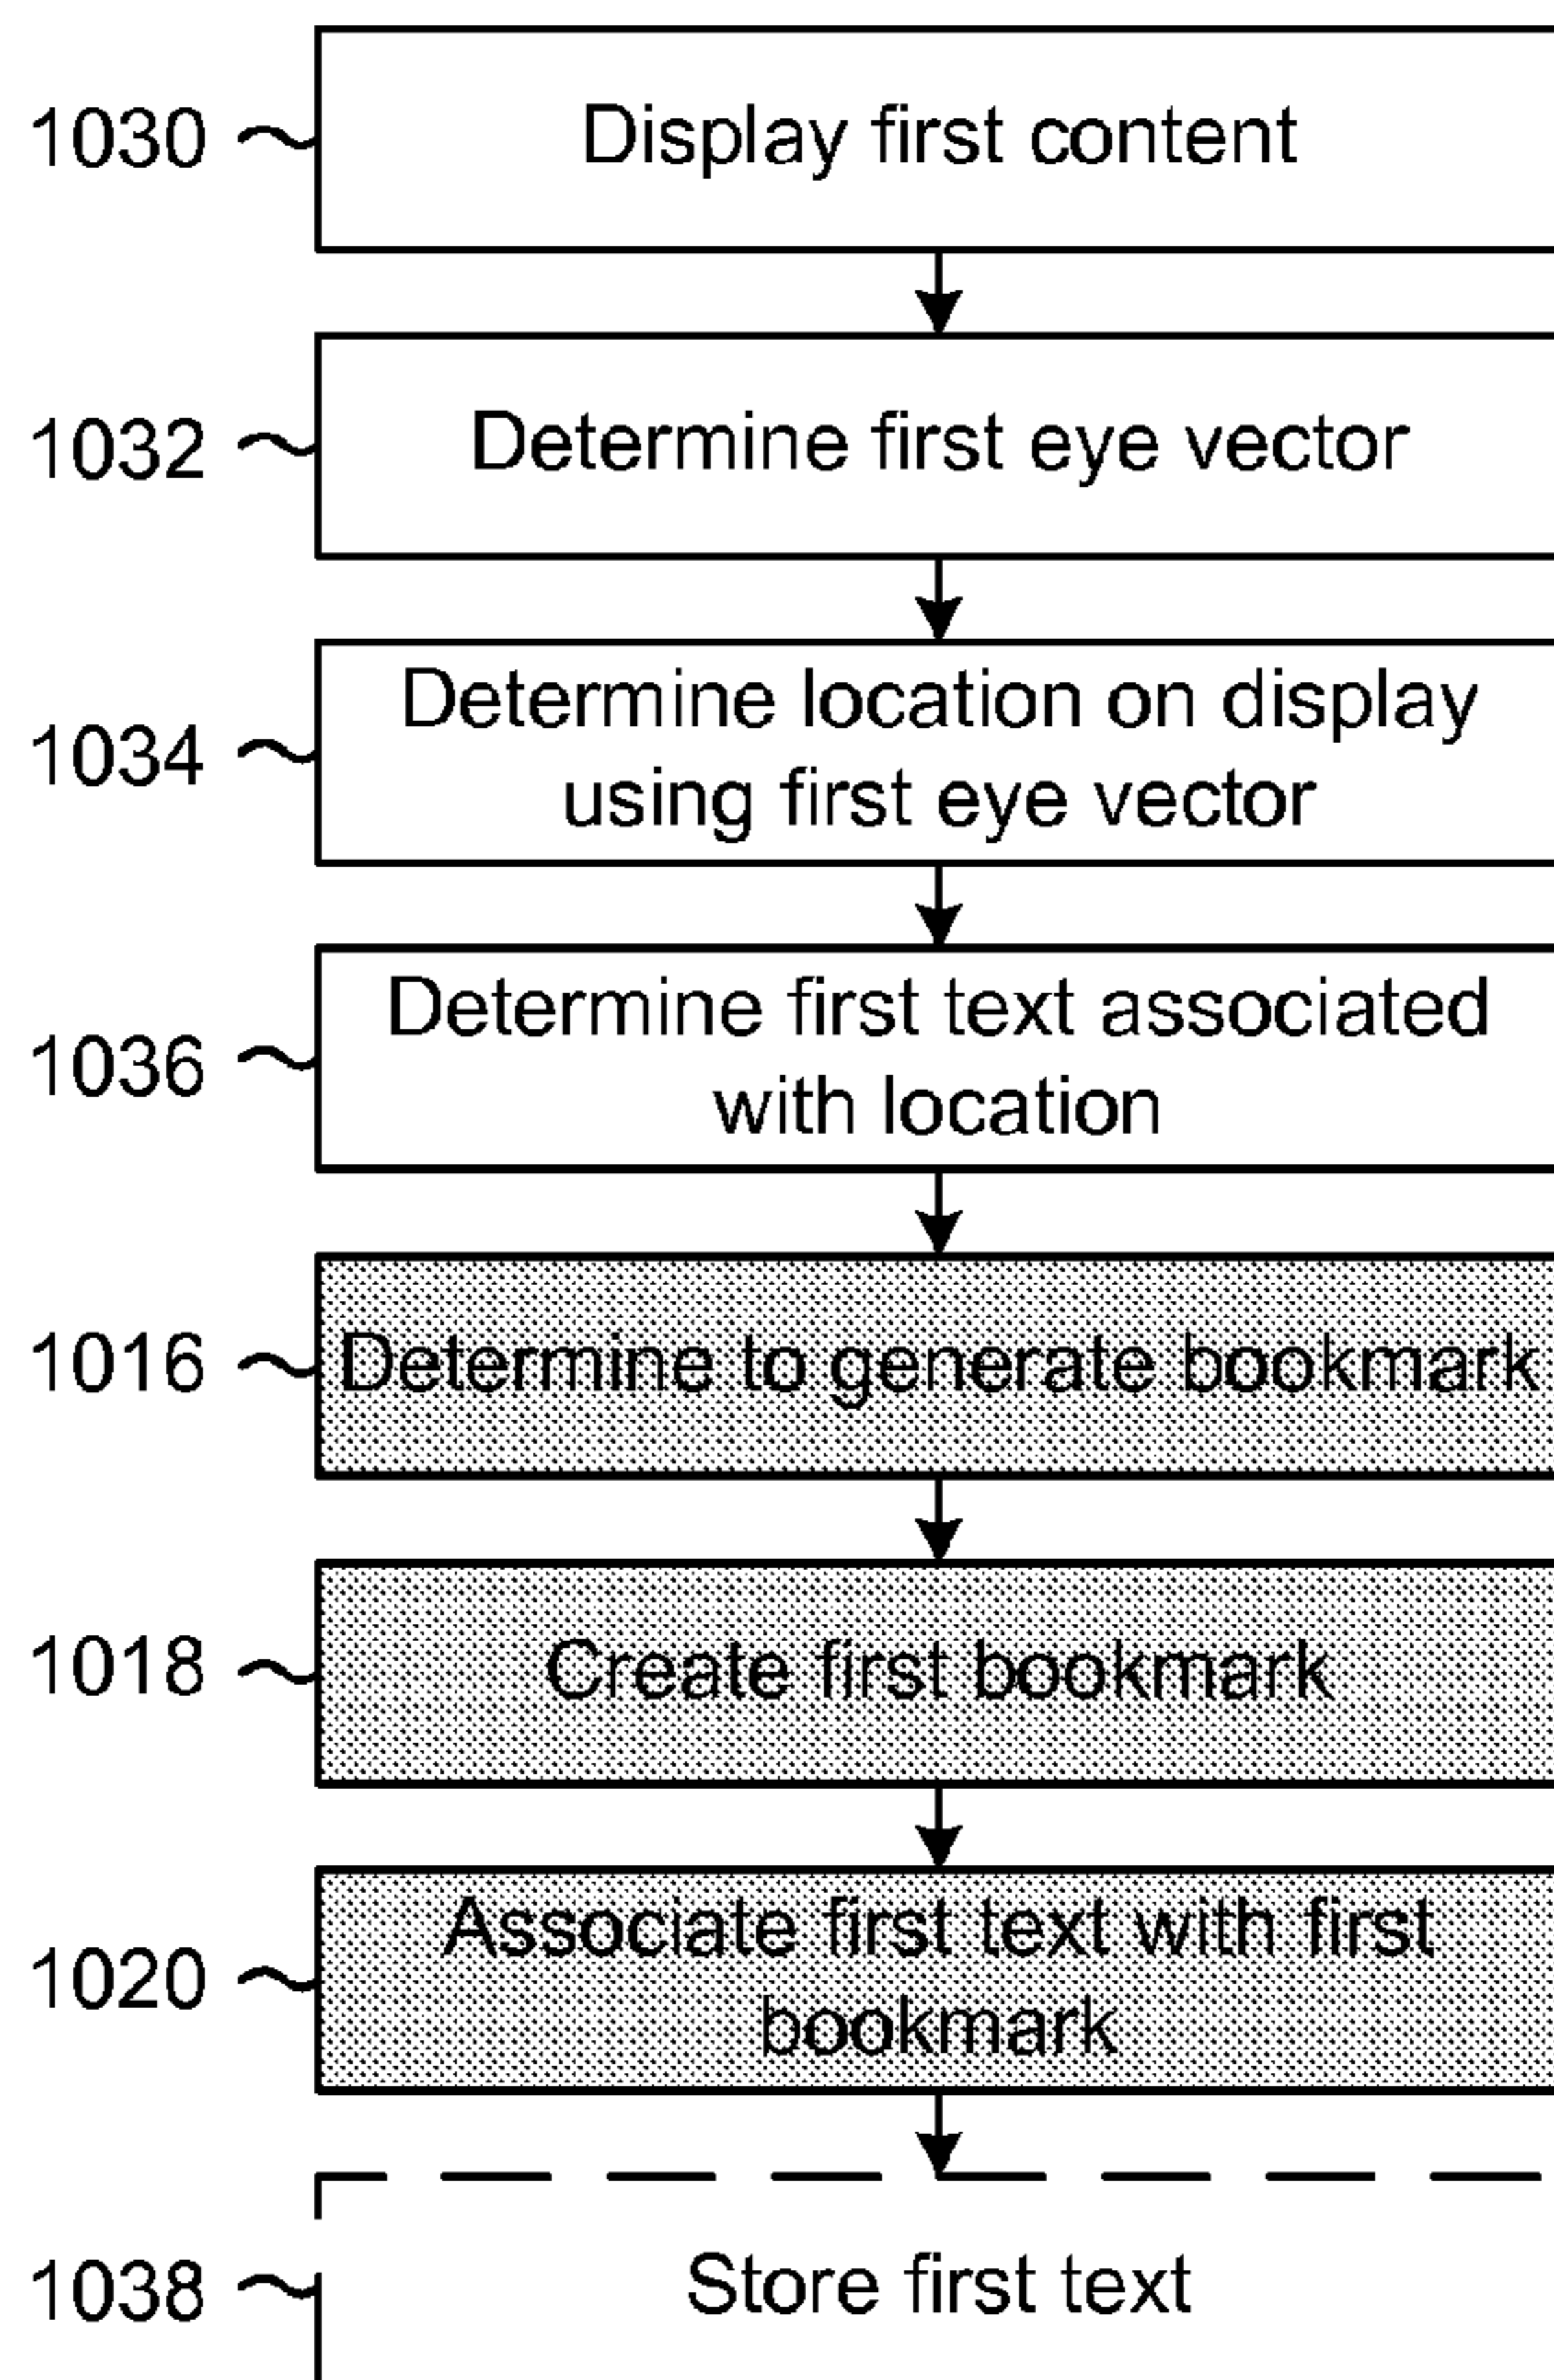 1030 Display first content
1032 Determine first eye vector
1034 Determine location on display
using first eye vector
1036 Determine first text associated
with location
1016 Determine to generate bookmark
1018 Create first bookmark
1020 Associate first text with first
bookmark
1038 Store first text